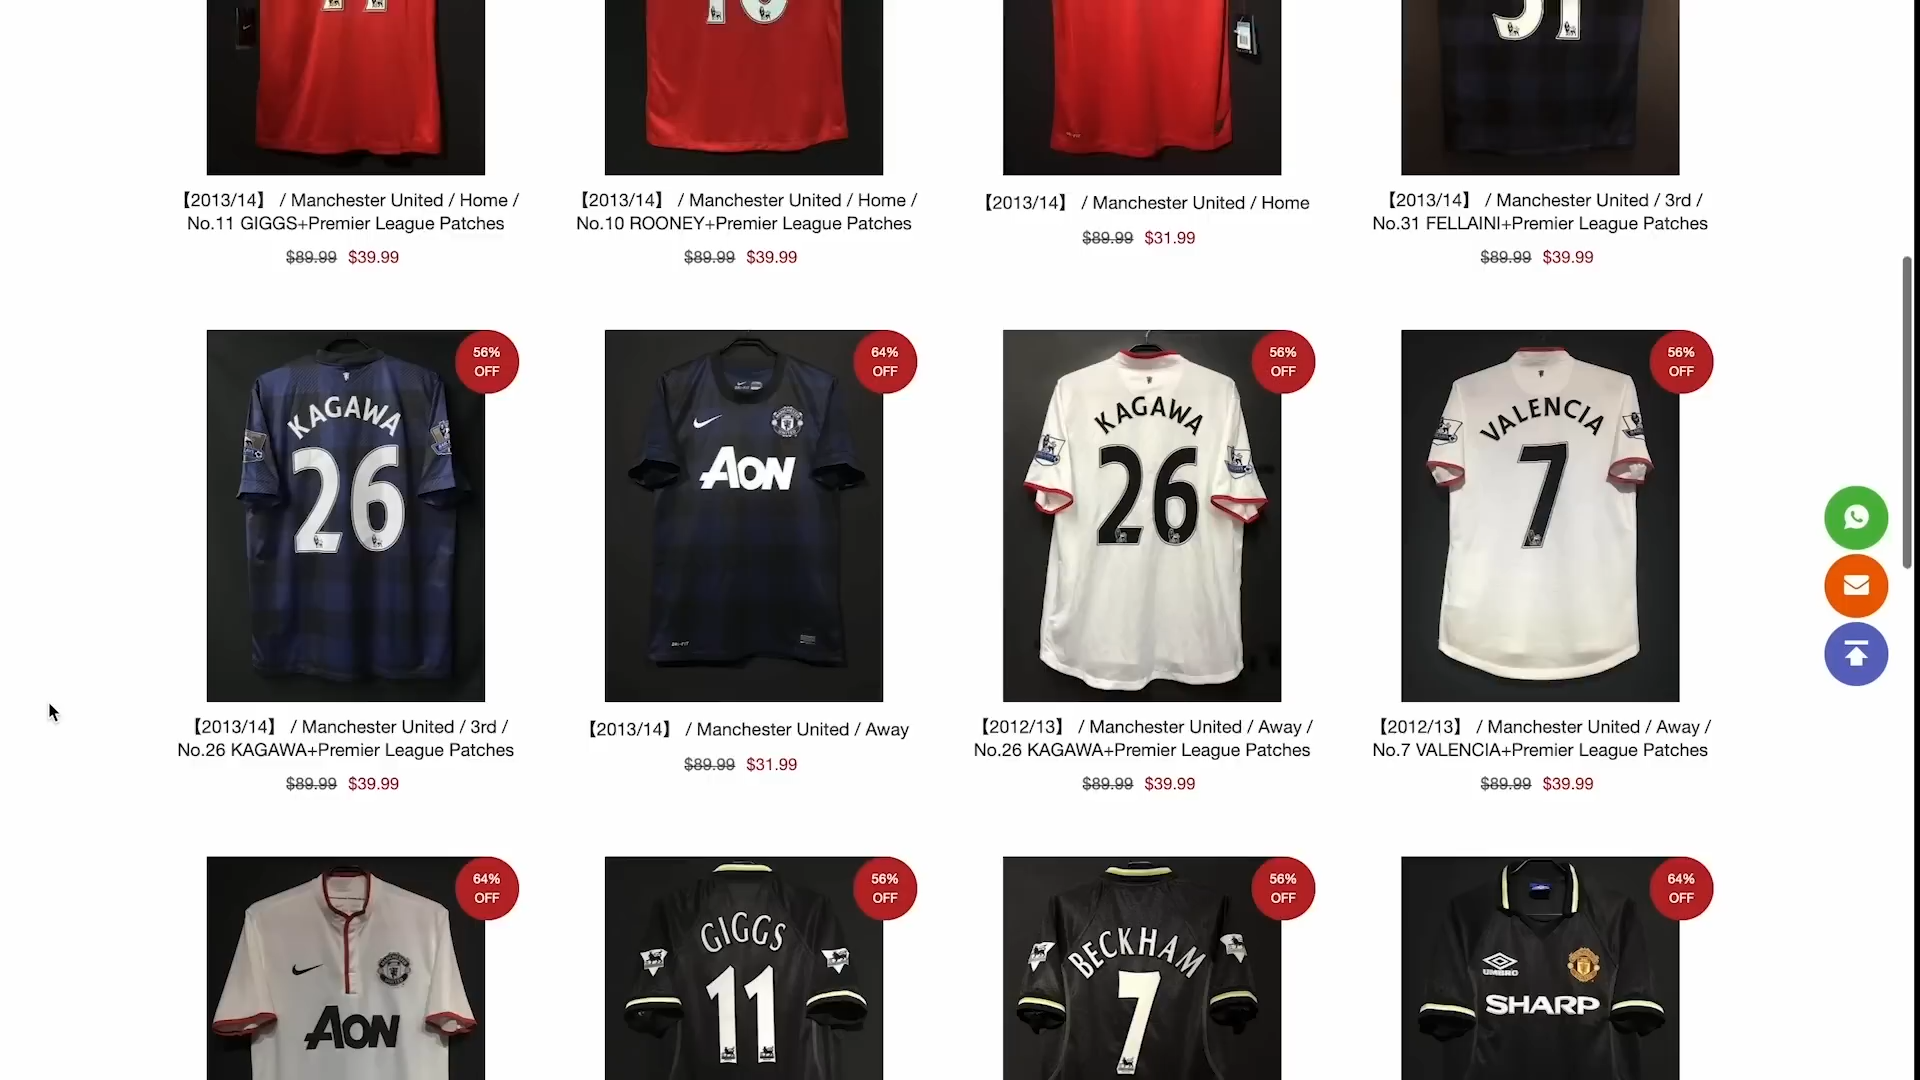 【2013/14】 / Manchester United / Home /
No.11 GIGGS+Premier League Patches
$89.99 $39.99
【2013/14】 / Manchester United / Home /
No.10 ROONEY+Premier League Patches
$89.99 $39.99
【2013/14】 / Manchester United / Home
$89.99 $31.99
【2013/14】 / Manchester United / 3rd /
No.31 FELLAINI+Premier League Patches
$89.99 $39.99
56%
OFF
KAGAWA
26
【2013/14】 / Manchester United / 3rd /
No.26 KAGAWA+Premier League Patches
$89.99 $39.99
64%
OFF
AON
【2013/14】 / Manchester United / Away
$89.99 $31.99
56%
OFF
KAGAWA
26
【2012/13】 / Manchester United / Away /
No.26 KAGAWA+Premier League Patches
$89.99 $39.99
56%
OFF
VALENCIA
7
【2012/13】 / Manchester United / Away /
No.7 VALENCIA+Premier League Patches
$89.99 $39.99
64%
OFF
AON
56%
OFF
GIGGS
11
56%
OFF
BECKHAM
7
64%
OFF
UMBRO
SHARP